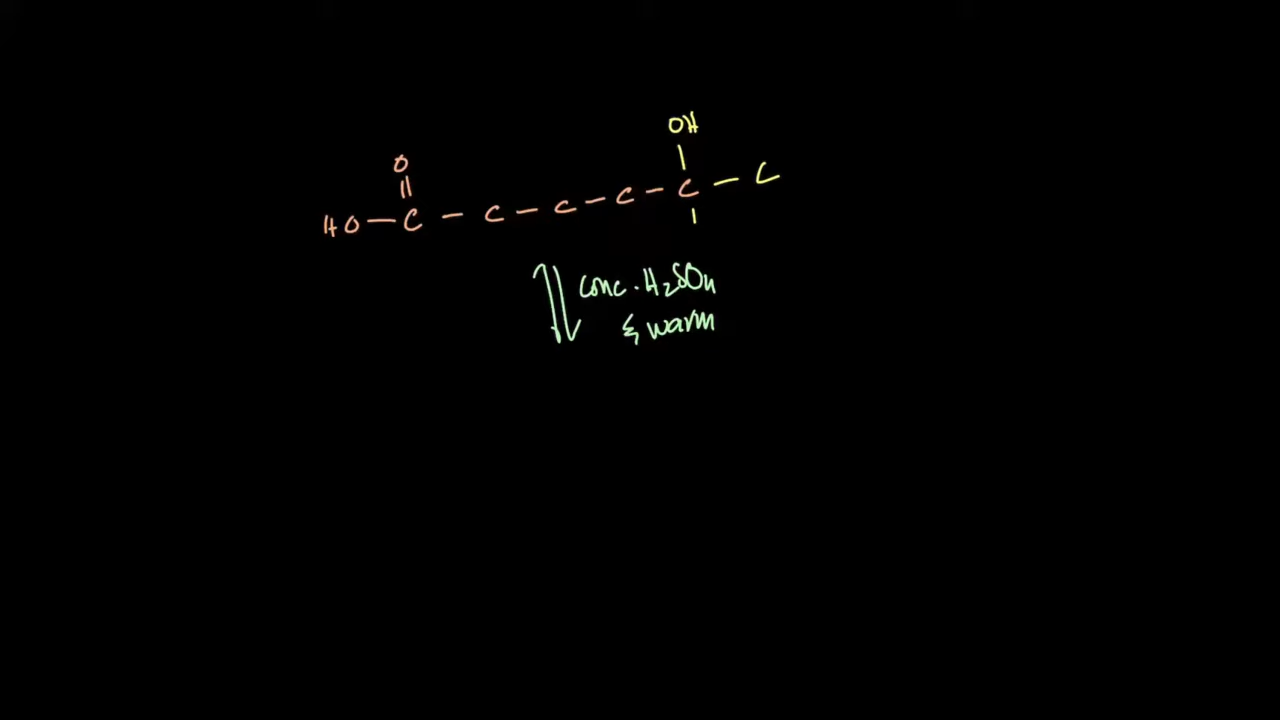 OH
O
HO — C — C — C — C — C — C
conc. H₂SO₄
& warm